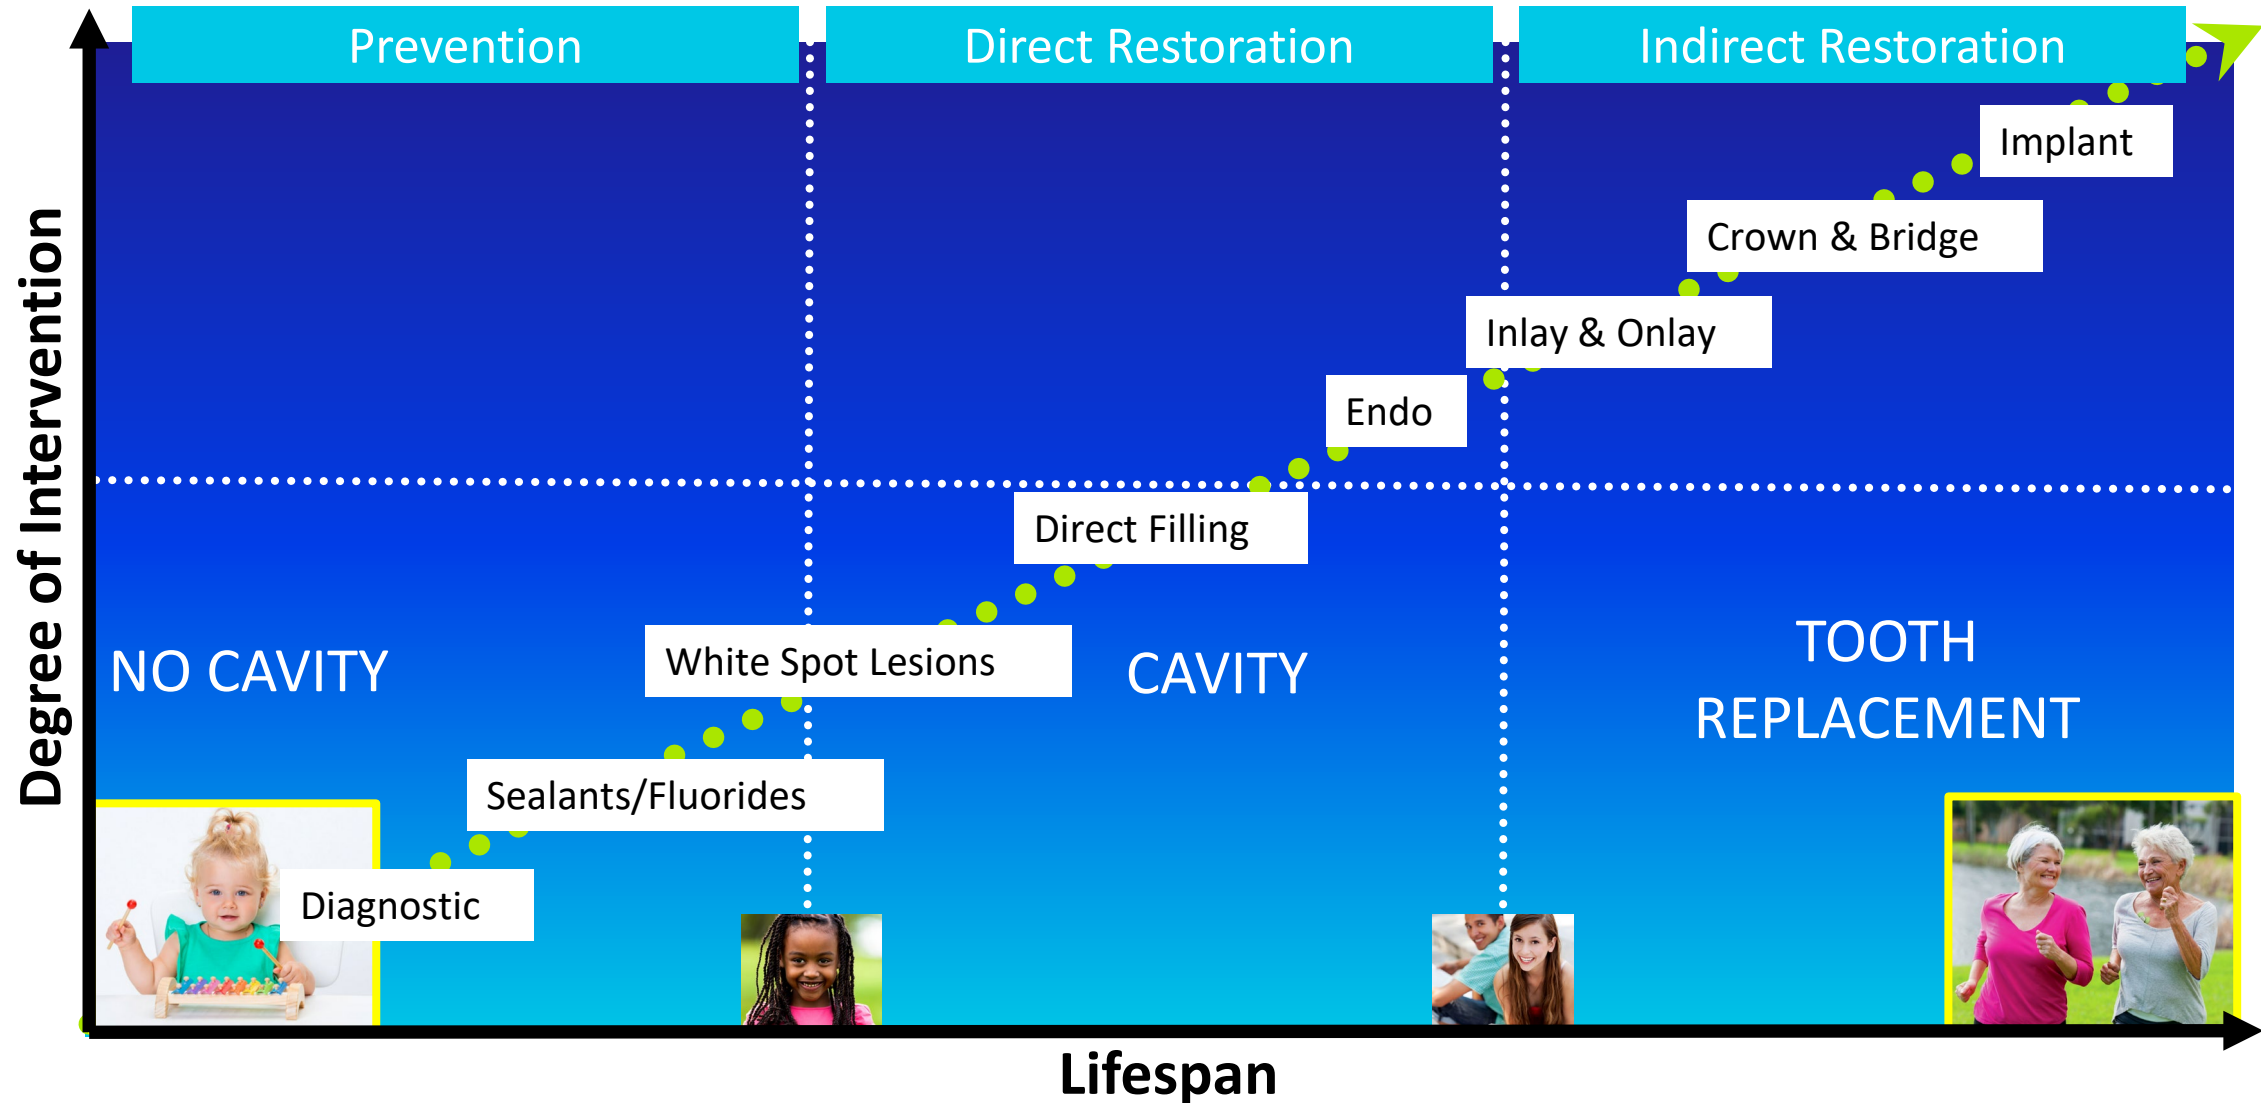 Prevention
Direct Restoration
Indirect Restoration
Implant
Crown & Bridge
Inlay & Onlay
Endo
Direct Filling
White Spot Lesions
Sealants/Fluorides
Diagnostic
NO CAVITY
CAVITY
TOOTH
REPLACEMENT
Degree of Intervention
Lifespan